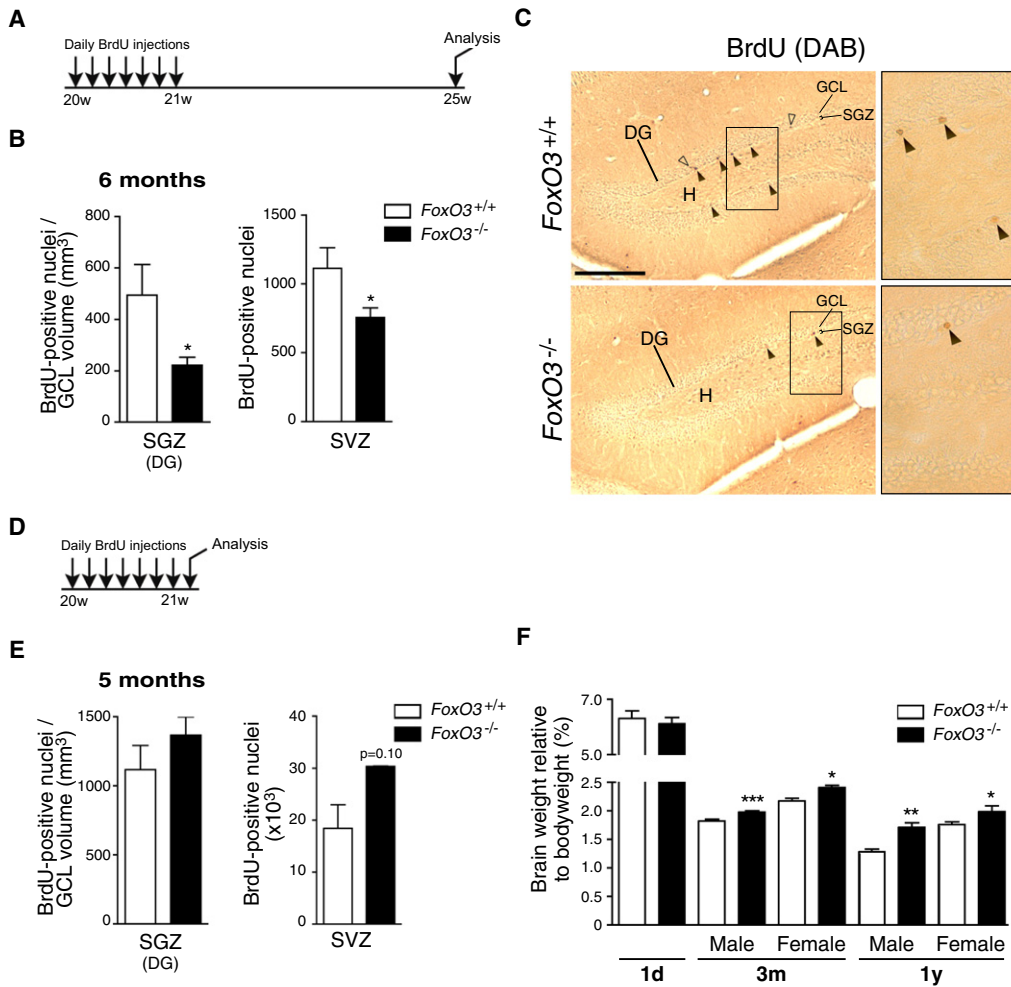 A
Daily BrdU injections
Analysis
20w
21w
25w
B
6 months
FoxO3+/+
FoxO3-/-
BrdU-positive nuclei /
GCL volume (mm3)
800
600
400
200
0
*
SGZ
(DG)
BrdU-positive nuclei
1500
1000
500
0
*
SVZ
C
BrdU (DAB)
FoxO3+/+
GCL
SGZ
DG
H
FoxO3-/-
GCL
SGZ
DG
H
D
Daily BrdU injections
Analysis
20w
21w
E
5 months
FoxO3+/+
FoxO3-/-
BrdU-positive nuclei /
GCL volume (mm3)
1500
1000
500
0
SGZ
(DG)
BrdU-positive nuclei
(x103)
40
30
20
10
0
p=0.10
SVZ
F
FoxO3+/+
FoxO3-/-
Brain weight relative
to bodyweight (%)
7.0
5.0
2.5
2.0
1.5
1.0
0.5
0
***
*
**
*
Male Female Male Female
1d 3m 1y